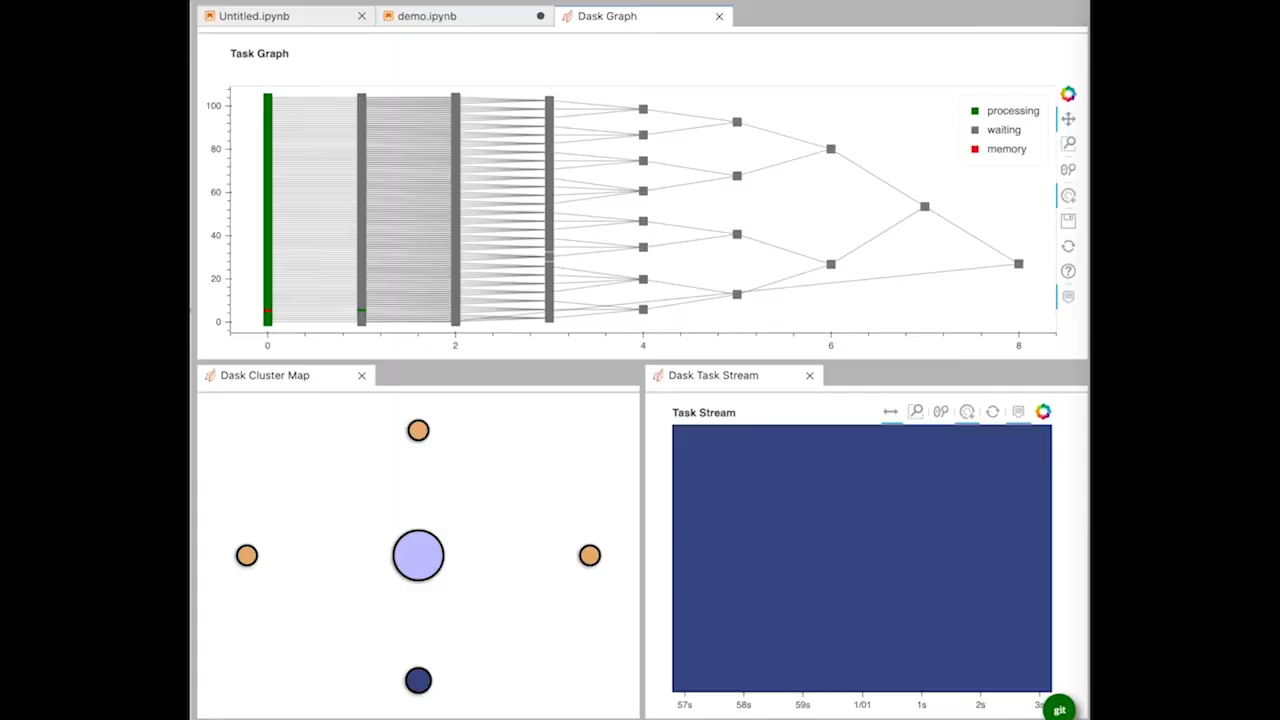 Untitled.ipynb
demo.ipynb
Dask Graph
Task Graph
100
80
60
40
20
0
0
2
4
6
8
processing
waiting
memory
Dask Cluster Map
Dask Task Stream
Task Stream
57s
58s
59s
1/01
1s
2s
git